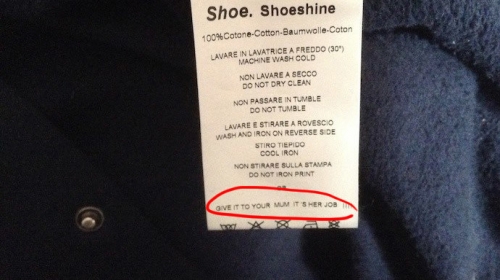 Shoe. Shoeshine
100%Cotone-Cotton-Baumwolle-Coton
LAVARE IN LAVATRICE A FREDDO (30°)
MACHINE WASH COLD
NON LAVARE A SECCO
DO NOT DRY CLEAN
NON PASSARE IN TUMBLE
DO NOT TUMBLE
LAVARE E STIRARE A ROVESCIO
WASH AND IRON ON REVERSE SIDE
STIRO TIEPIDO
COOL IRON
NON STIRARE SULLA STAMPA
DO NOT IRON PRINT
OR
GIVE IT TO YOUR MUM IT 'S HER JOB !!!